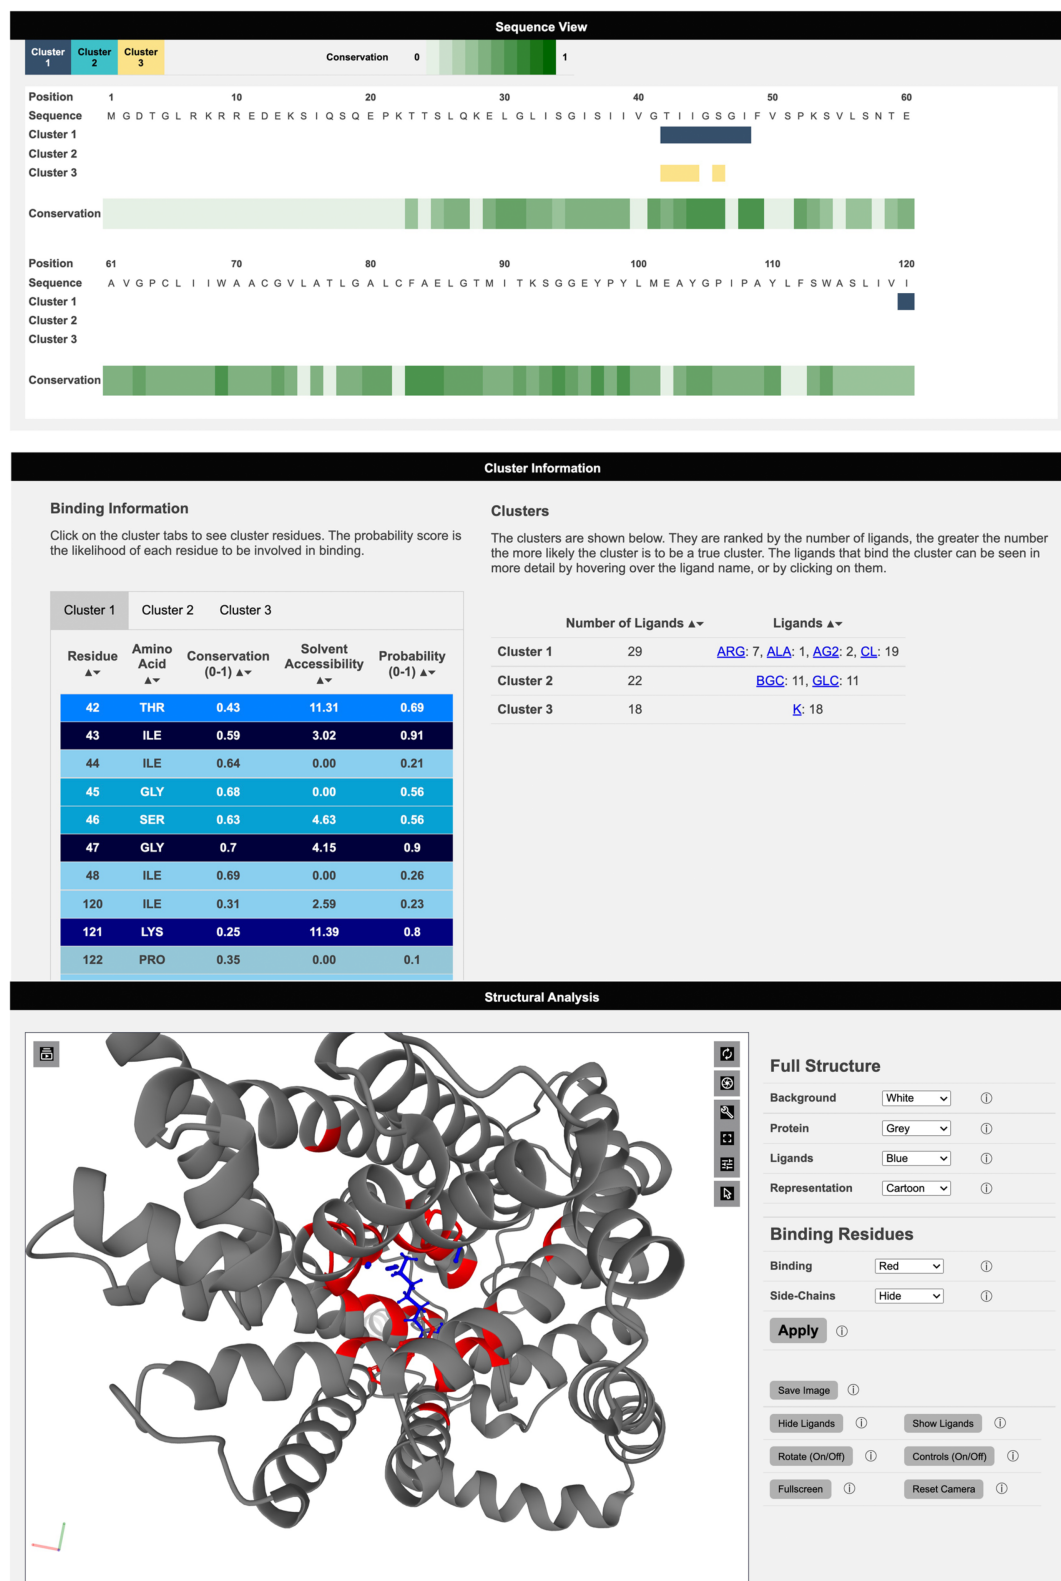 Sequence View
Cluster 1 Cluster 2 Cluster 3 Conservation 0 1
Position 1 10 20 30 40 50 60
Sequence M G D T G L R K R R E D E K S I Q S Q E P K T T S L Q K E L G L I S G I S I I V G T I I G S G I F V S P K S V L S N T E
Cluster 1
Cluster 2
Cluster 3
Conservation
Position 61 70 80 90 100 110 120
Sequence A V G P C L I I W A A C G V L A T L G A L C F A E L G T M I T K S G G E Y P Y L M E A Y G P I P A Y L F S W A S L I V I
Cluster 1
Cluster 2
Cluster 3
Conservation
Cluster Information
Binding Information
Click on the cluster tabs to see cluster residues. The probability score is
the likelihood of each residue to be involved in binding.
Cluster 1 Cluster 2 Cluster 3
Residue ▲▼ Amino Acid ▲▼ Conservation (0-1) ▲▼ Solvent Accessibility ▲▼ Probability (0-1) ▲▼
42 THR 0.43 11.31 0.69
43 ILE 0.59 3.02 0.91
44 ILE 0.64 0.00 0.21
45 GLY 0.68 0.00 0.56
46 SER 0.63 4.63 0.56
47 GLY 0.7 4.15 0.9
48 ILE 0.69 0.00 0.26
120 ILE 0.31 2.59 0.23
121 LYS 0.25 11.39 0.8
122 PRO 0.35 0.00 0.1
Clusters
The clusters are shown below. They are ranked by the number of ligands, the greater the number
the more likely the cluster is to be a true cluster. The ligands that bind the cluster can be seen in
more detail by hovering over the ligand name, or by clicking on them.
Number of Ligands ▲▼ Ligands ▲▼
Cluster 1 29 ARG: 7, ALA: 1, AG2: 2, CL: 19
Cluster 2 22 BGC: 11, GLC: 11
Cluster 3 18 K: 18
Structural Analysis
Full Structure
Background White
Protein Grey
Ligands Blue
Representation Cartoon
Binding Residues
Binding Red
Side-Chains Hide
Apply
Save Image
Hide Ligands Show Ligands
Rotate (On/Off) Controls (On/Off)
Fullscreen Reset Camera